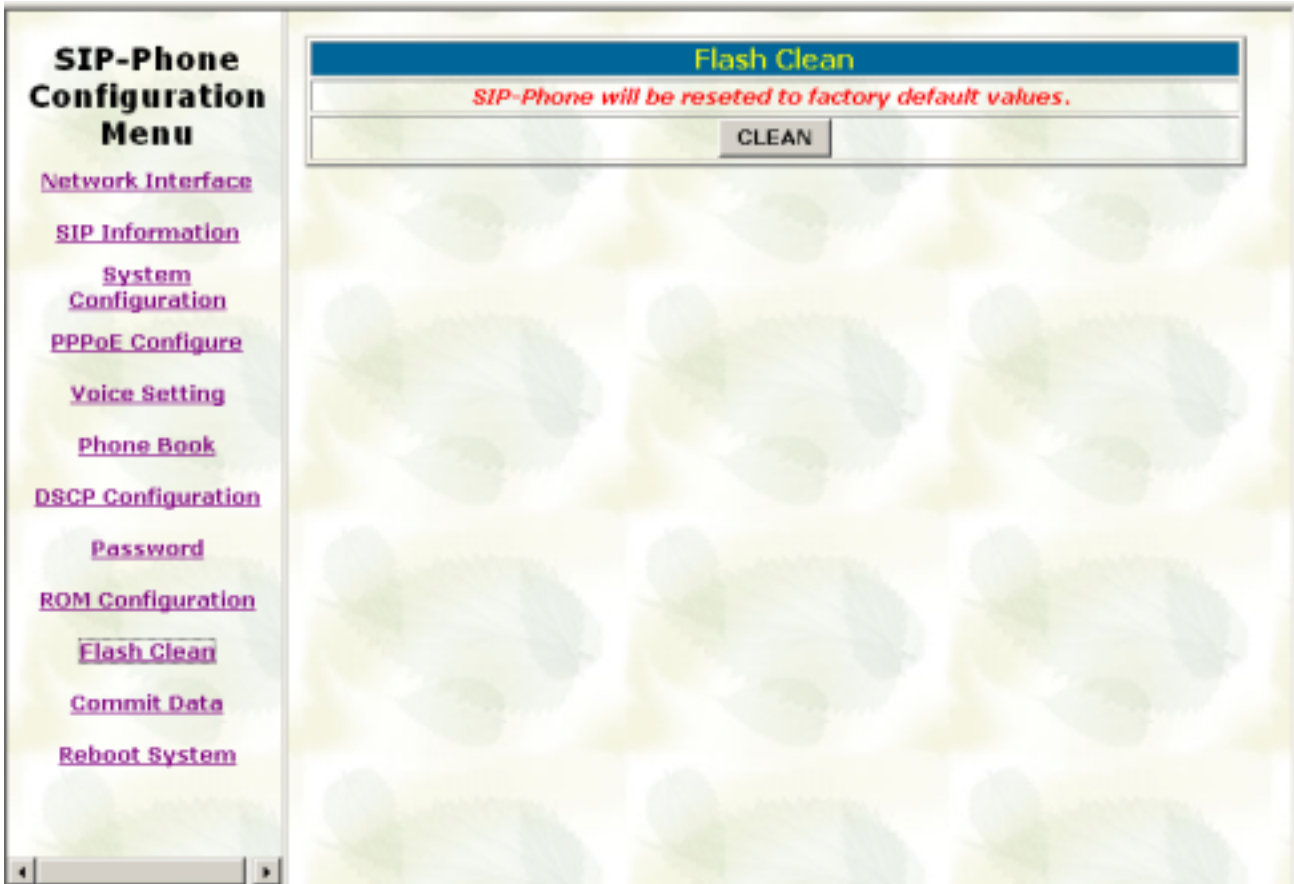 SIP-Phone
Configuration
Menu
Network Interface
SIP Information
System
Configuration
PPPoE Configure
Voice Setting
Phone Book
DSCP Configuration
Password
ROM Configuration
Flash Clean
Commit Data
Reboot System
Flash Clean
SIP-Phone will be reseted to factory default values.
CLEAN